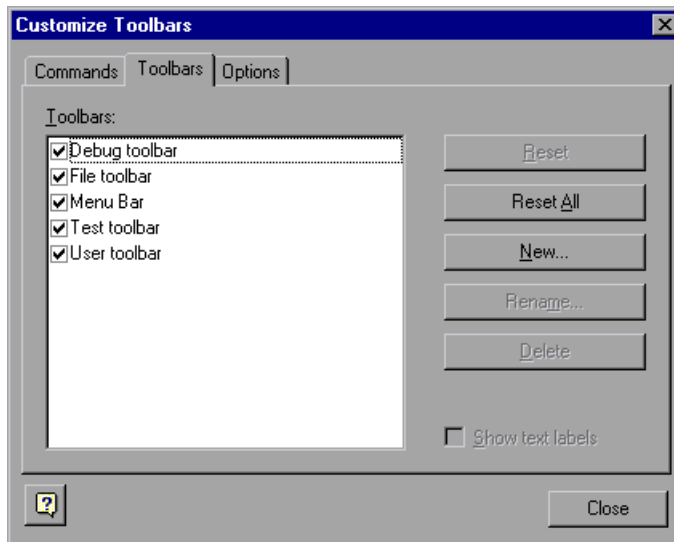 Customize Toolbars
Commands Toolbars Options
Toolbars:
Debug toolbar
File toolbar
Menu Bar
Test toolbar
User toolbar
Reset
Reset All
New...
Rename...
Delete
Show text labels
?
Close